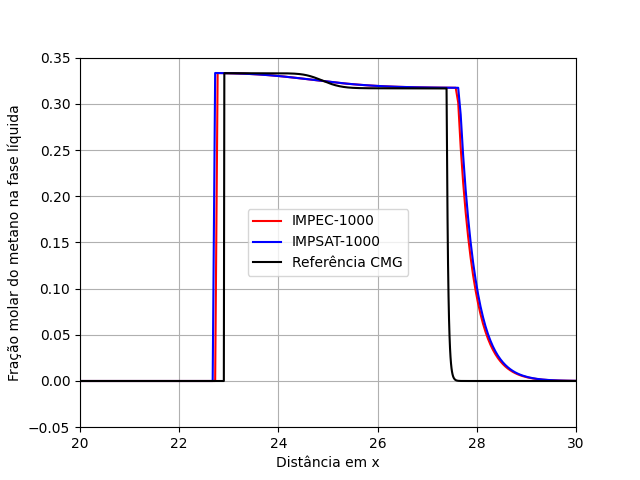 0.35
0.30
0.25
0.20
0.15
0.10
0.05
0.00
−0.05
Fração molar do metano na fase líquida
IMPEC-1000
IMPSAT-1000
Referência CMG
20 22 24 26 28 30
Distância em x